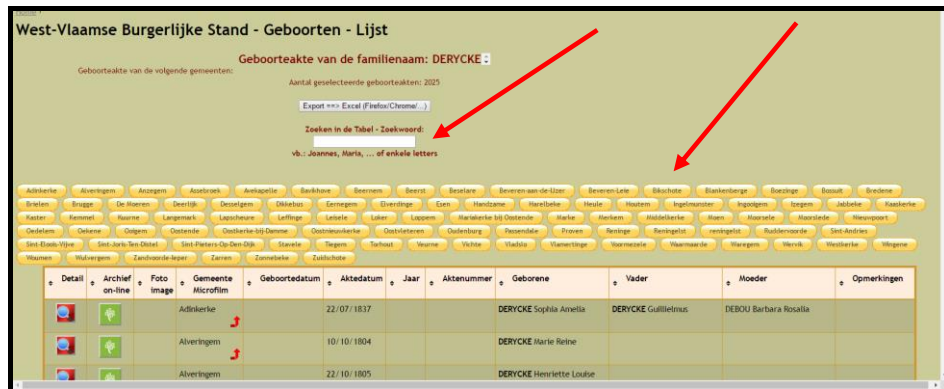 West-Vlaamse Burgerlijke Stand - Geboorten - Lijst
Geboorteakte van de familienaam: DERYCKE
Geboorteakte van de volgende gemeenten:
Aantal geselecteerde geboorteakten: 2025
Export ==> Excel (Firefox/Chrome/...)
Zoeken in de Tabel - Zoekwoord:
vb.: Joannes, Maria, ... of enkele letters
Adinkerke Alveringem Anzegem Assebroek Avekapelle Bavikhove Beernem Beerst Beselare Beveren-aan-de-IJzer Beveren-Leie Bikschote Blankenberge Boezinge Bossuit Bredene
Brielen Brugge De Moeren Deerlijk Desselgem Dikkebus Eernegem Elverdinge Esen Handzame Harelbeke Heule Houtem Ingelmunster Ingooigem Izegem Jabbeke Kaaskerke
Kaster Kemmel Kuurne Langemark Lapscheure Leffinge Leisele Loker Loppem Mariakerke bij Oostende Marke Merkem Middelkerke Moen Moorsele Moorslede Nieuwpoort
Oedelem Oekene Ooigem Oostende Oostkerke-bij-Damme Oostnieuwkerke Oostvleteren Oudenburg Passendale Proven Reninge Reningelst reningelst Ruddervoorde Sint-Andries
Sint-Eloois-Vijve Sint-Joris-Ten-Distel Sint-Pieters-Op-Den-Dijk Stavele Tiegem Torhout Veurne Vichte Vladslo Vlamertinge Voormezele Waarmaarde Waregem Wervik Westkerke Wingene
Woumen Wulvergem Zandvoorde-Ieper Zarren Zonnebeke Zuidschote
Detail Archief on-line Foto image Gemeente Microfilm Geboortedatum Aktedatum Jaar Aktenummer Geborene Vader Moeder Opmerkingen
Adinkerke 22/07/1837 DERYCKE Sophia Amelia DERYCKE Guillielmus DEBOU Barbara Rosalia
Alveringem 10/10/1804 DERYCKE Marie Reine
Alveringem 22/10/1805 DERYCKE Henriette Louise